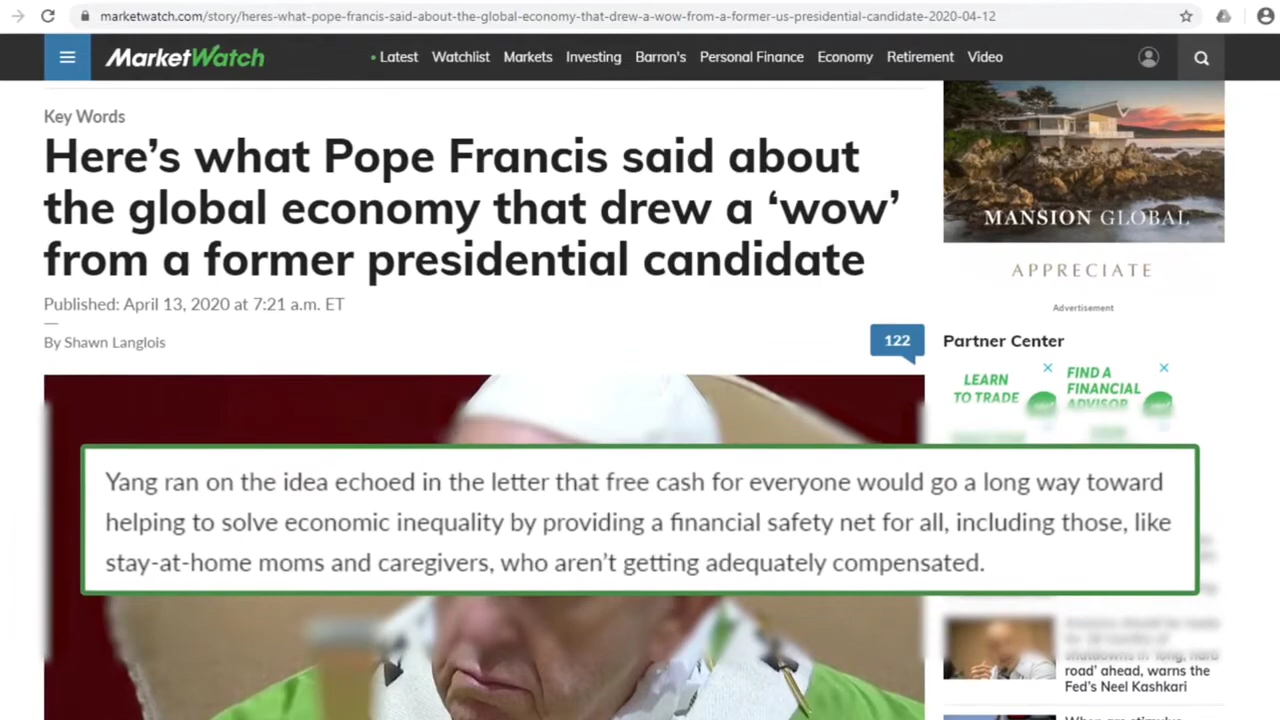 marketwatch.com/story/heres-what-pope-francis-said-about-the-global-economy-that-drew-a-wow-from-a-former-us-presidential-candidate-2020-04-12
MarketWatch
• Latest Watchlist Markets Investing Barron's Personal Finance Economy Retirement Video
Key Words
Here’s what Pope Francis said about
the global economy that drew a ‘wow’
from a former presidential candidate
Published: April 13, 2020 at 7:21 a.m. ET
By Shawn Langlois
122
MANSION GLOBAL
APPRECIATE
Advertisement
Partner Center
LEARN
TO TRADE
FIND A
FINANCIAL
ADVISOR
Yang ran on the idea echoed in the letter that free cash for everyone would go a long way toward
helping to solve economic inequality by providing a financial safety net for all, including those, like
stay-at-home moms and caregivers, who aren’t getting adequately compensated.
shutdowns in ‘long, hard
road’ ahead, warns the
Fed’s Neel Kashkari